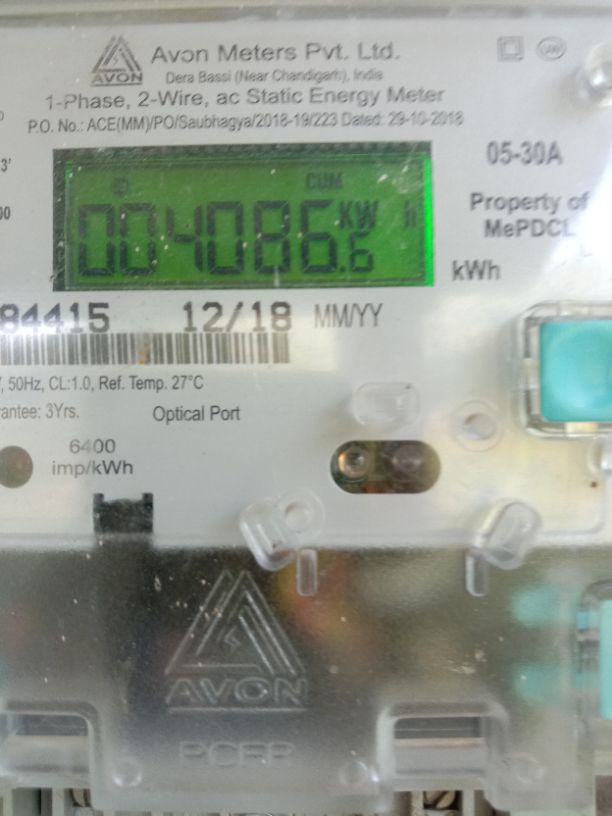 AVON
Avon Meters Pvt. Ltd.
Dera Bassi (Near Chandigarh), India
1-Phase, 2-Wire, ac Static Energy Meter
P.O. No.: ACE(MM)/PO/Saubhagya/2018-19/223 Dated: 29-10-2018
05-30A
CUM
004086.6 KW h
Property of
MePDCL
kWh
84415 12/18 MM/YY
, 50Hz, CL:1.0, Ref. Temp. 27°C
antee: 3Yrs. Optical Port
6400
imp/kWh
AVON
PCRP